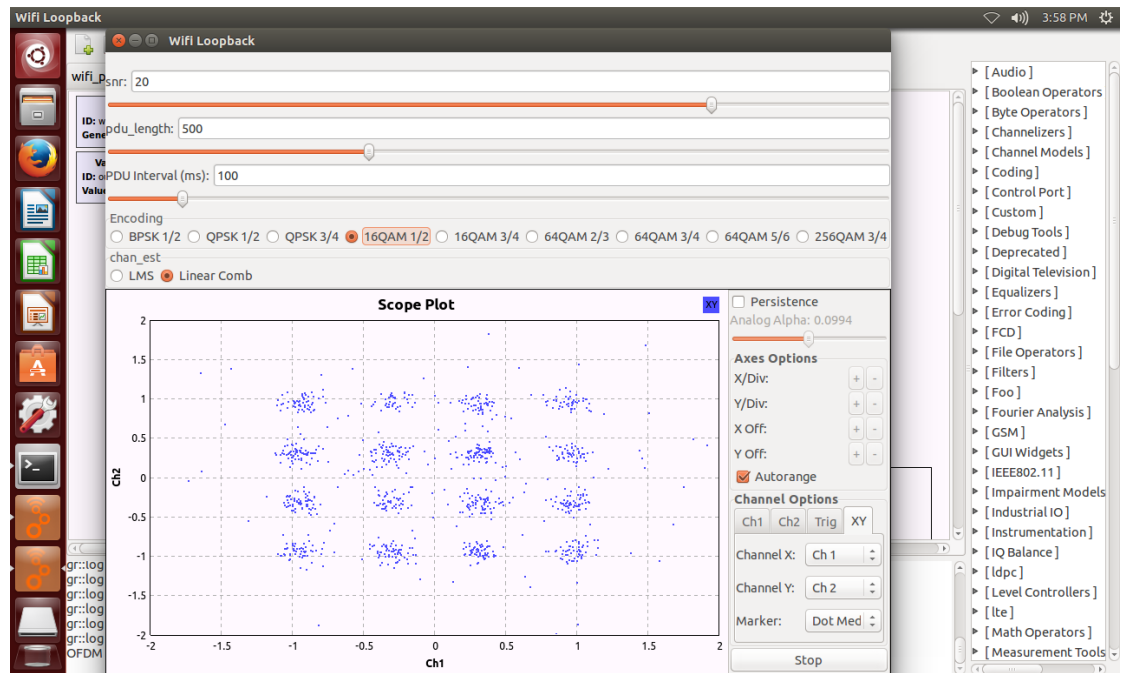 Wifi Loopback
3:58 PM
Wifi Loopback
wifi_p
snr: 20
ID: w
Gene
pdu_length: 500
Va
ID: o
Value
PDU Interval (ms): 100
Encoding
BPSK 1/2 QPSK 1/2 QPSK 3/4 16QAM 1/2 16QAM 3/4 64QAM 2/3 64QAM 3/4 64QAM 5/6 256QAM 3/4
chan_est
LMS Linear Comb
Scope Plot
XY
2
1.5
1
0.5
0
-0.5
-1
-1.5
-2
Ch2
-2 -1.5 -1 -0.5 0 0.5 1 1.5 2
Ch1
Persistence
Analog Alpha: 0.0994
Axes Options
X/Div: + -
Y/Div: + -
X Off: + -
Y Off: + -
Autorange
Channel Options
Ch1 Ch2 Trig XY
Channel X: Ch 1
Channel Y: Ch 2
Marker: Dot Med
Stop
gr::log
gr::log
gr::log
gr::log
gr::log
gr::log
OFDM
[ Audio ]
[ Boolean Operators
[ Byte Operators ]
[ Channelizers ]
[ Channel Models ]
[ Coding ]
[ Control Port ]
[ Custom ]
[ Debug Tools ]
[ Deprecated ]
[ Digital Television ]
[ Equalizers ]
[ Error Coding ]
[ FCD ]
[ File Operators ]
[ Filters ]
[ Foo ]
[ Fourier Analysis ]
[ GSM ]
[ GUI Widgets ]
[ IEEE802.11 ]
[ Impairment Models
[ Industrial IO ]
[ Instrumentation ]
[ IQ Balance ]
[ ldpc ]
[ Level Controllers ]
[ lte ]
[ Math Operators ]
[ Measurement Tools